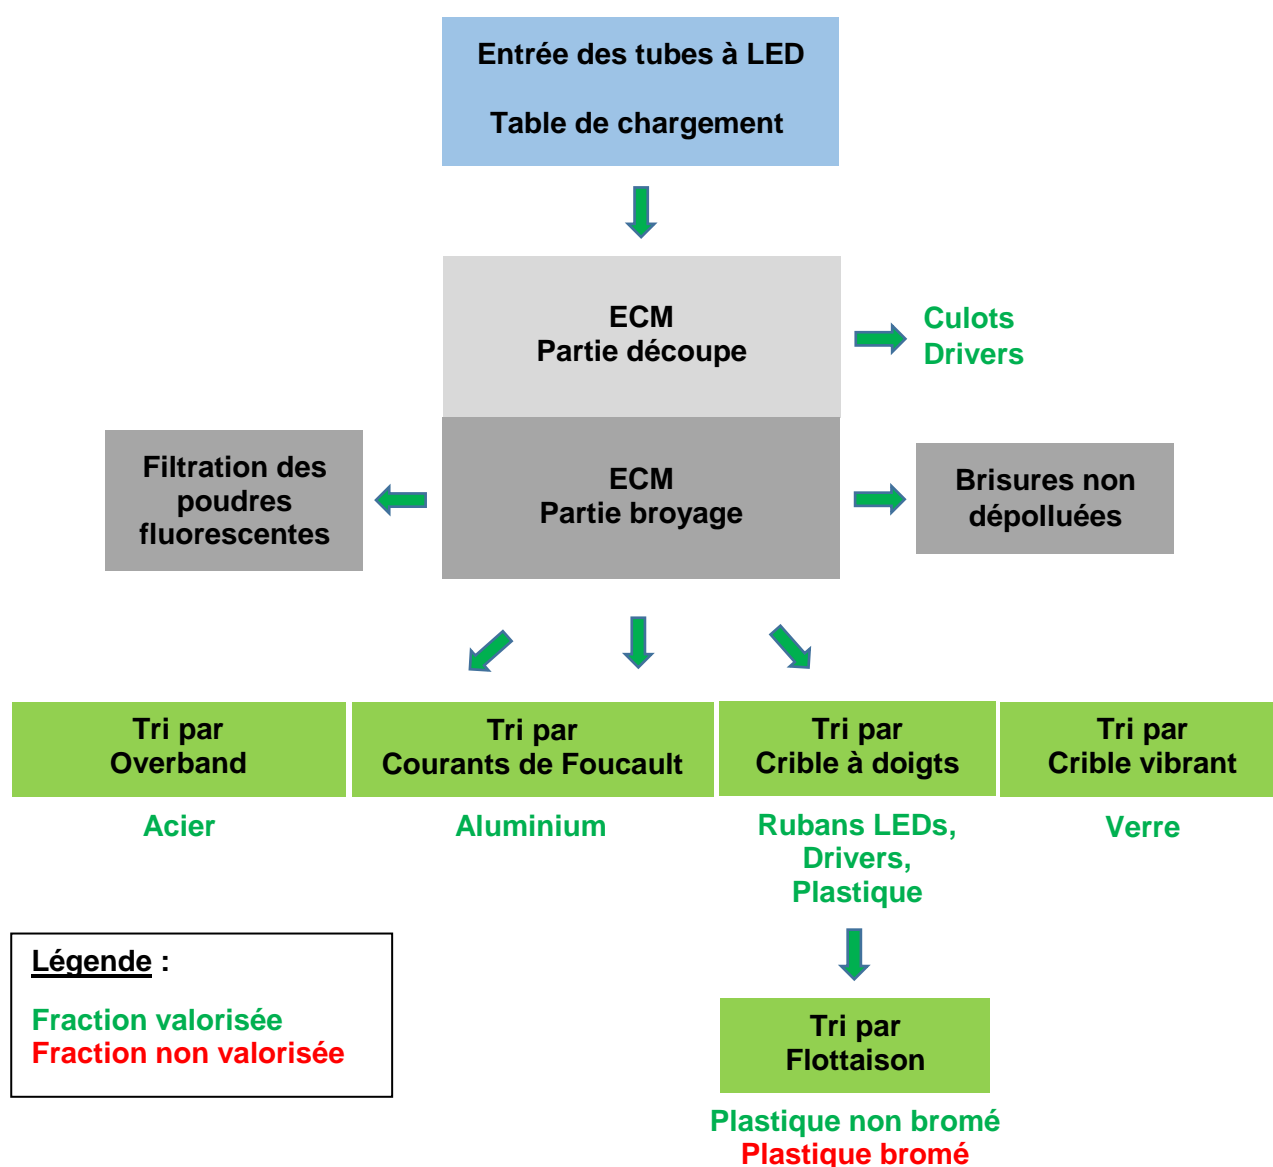 Entrée des tubes à LED
Table de chargement
ECM
Partie découpe
Culots
Drivers
Filtration des
poudres
fluorescentes
ECM
Partie broyage
Brisures non
dépolluées
Tri par
Overband
Tri par
Courants de Foucault
Tri par
Crible à doigts
Tri par
Crible vibrant
Acier
Aluminium
Rubans LEDs,
Drivers,
Plastique
Verre
Légende :
Fraction valorisée
Fraction non valorisée
Tri par
Flottaison
Plastique non bromé
Plastique bromé